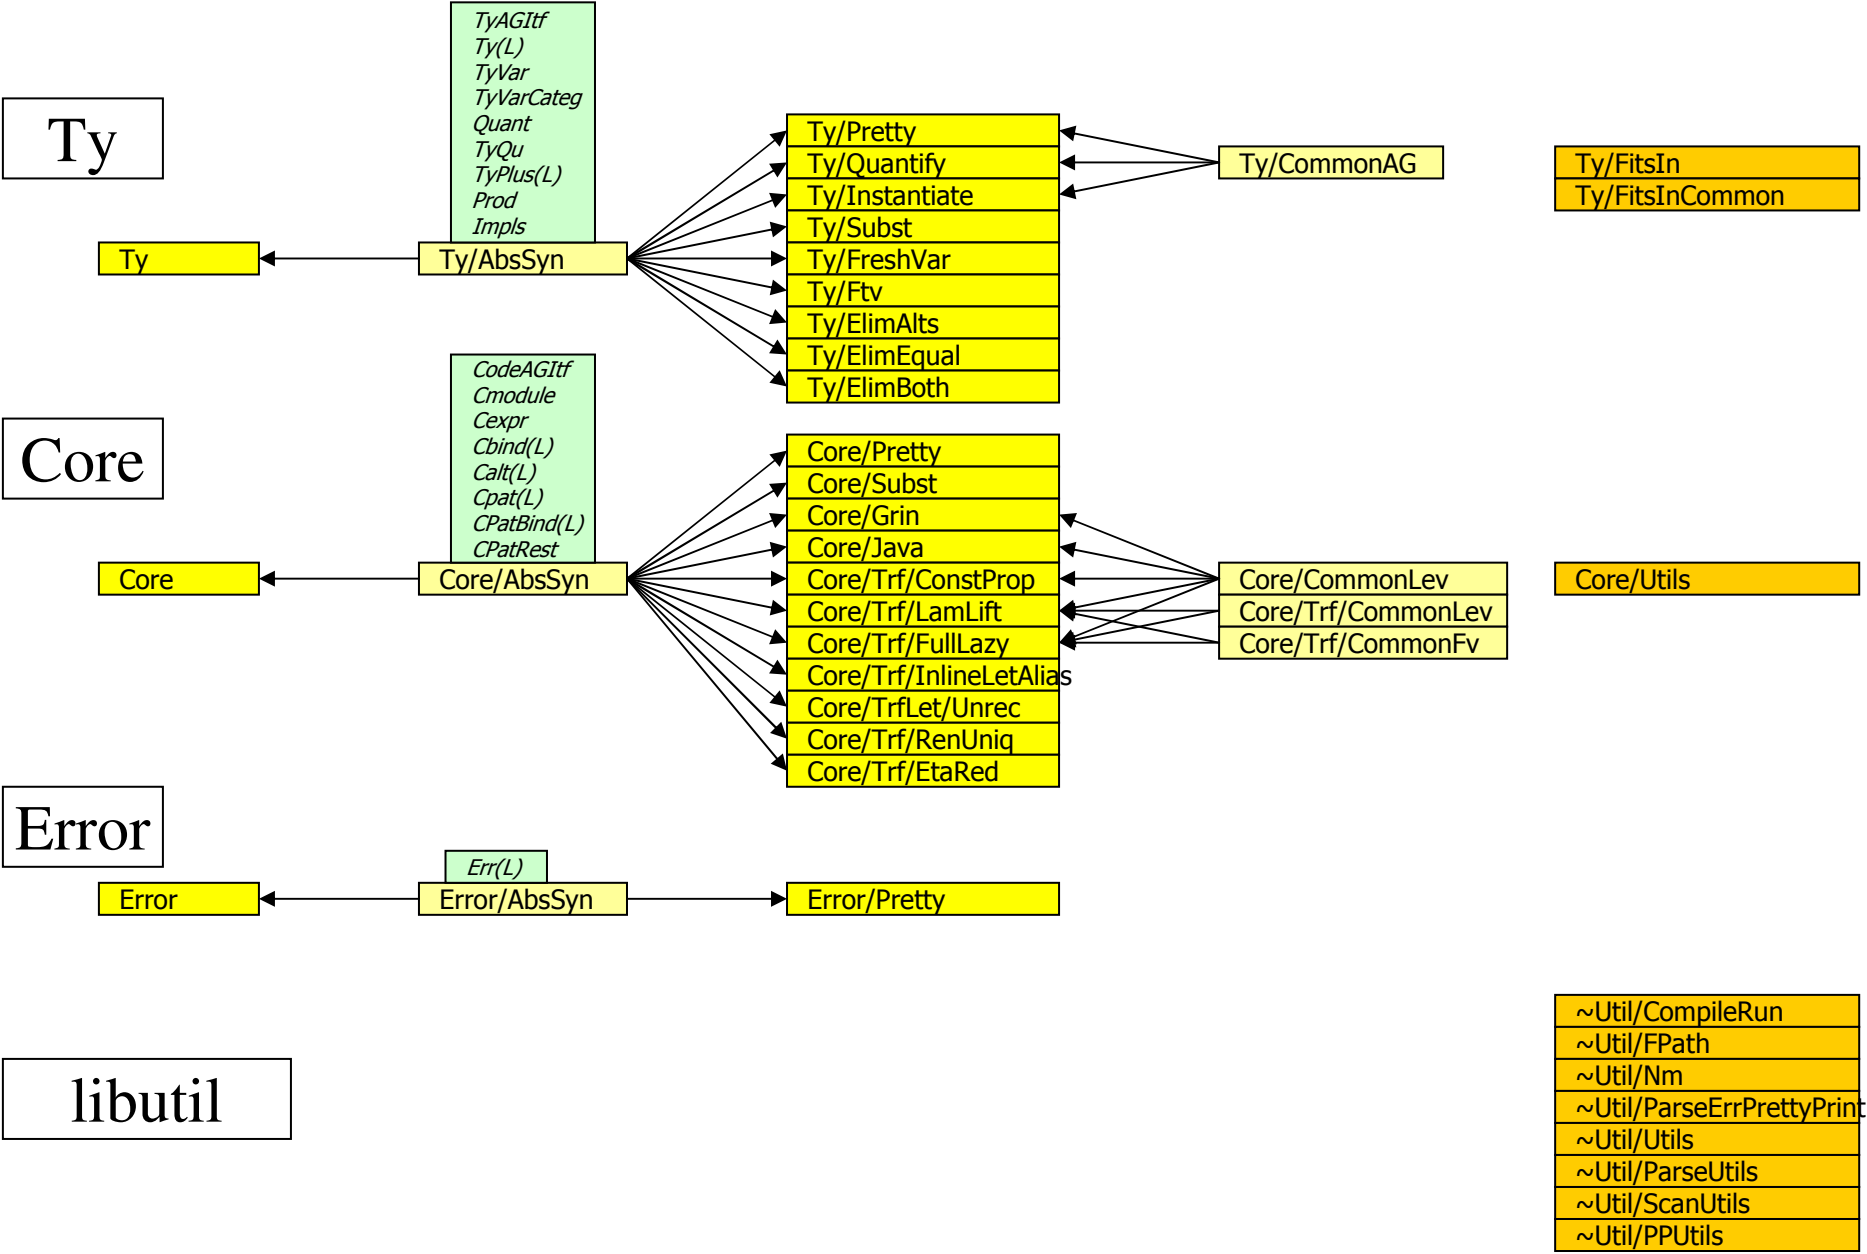 Ty
TyAGItf
Ty(L)
TyVar
TyVarCateg
Quant
TyQu
TyPlus(L)
Prod
Impls
Ty
Ty/AbsSyn
Ty/Pretty
Ty/Quantify
Ty/Instantiate
Ty/Subst
Ty/FreshVar
Ty/Ftv
Ty/ElimAlts
Ty/ElimEqual
Ty/ElimBoth
Ty/CommonAG
Ty/FitsIn
Ty/FitsInCommon
Core
CodeAGItf
Cmodule
Cexpr
Cbind(L)
Calt(L)
Cpat(L)
CPatBind(L)
CPatRest
Core
Core/AbsSyn
Core/Pretty
Core/Subst
Core/Grin
Core/Java
Core/Trf/ConstProp
Core/Trf/LamLift
Core/Trf/FullLazy
Core/Trf/InlineLetAlias
Core/TrfLet/Unrec
Core/Trf/RenUniq
Core/Trf/EtaRed
Core/CommonLev
Core/Trf/CommonLev
Core/Trf/CommonFv
Core/Utils
Error
Err(L)
Error
Error/AbsSyn
Error/Pretty
libutil
~Util/CompileRun
~Util/FPath
~Util/Nm
~Util/ParseErrPrettyPrint
~Util/Utils
~Util/ParseUtils
~Util/ScanUtils
~Util/PPUtils